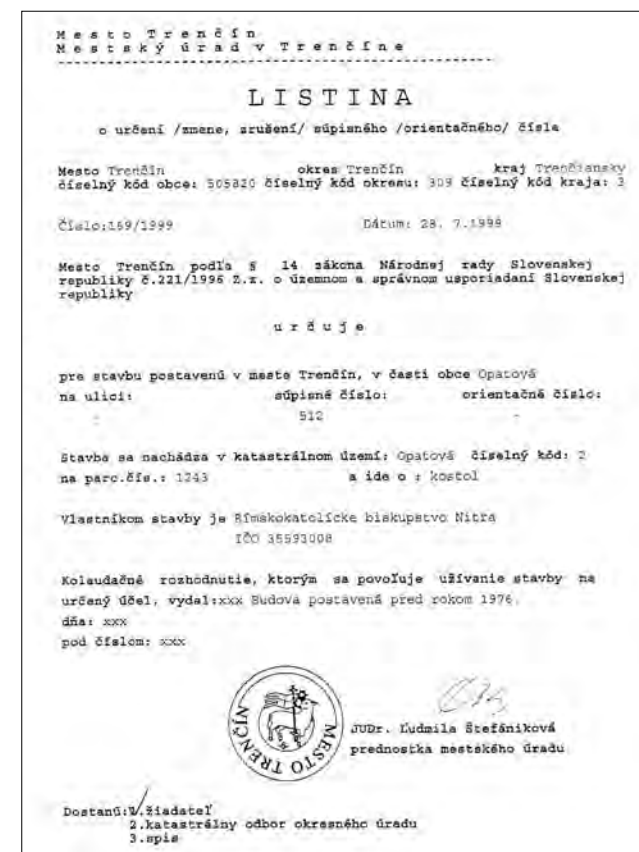 Mesto Trenčín
Mestský úrad v Trenčíne
LISTINA
o určení /zmene, zrušení/ súpisného /orientačného/ čísla
Mesto Trenčín okres Trenčín kraj Trenčiansky
číselný kód obce: 505820 číselný kód okresu: 309 číselný kód kraja: 3
Číslo:169/1999 Dátum: 28. 7.1999
Mesto Trenčín podľa § 14 zákona Národnej rady Slovenskej
republiky č.221/1996 Z.z. o územnom a správnom usporiadaní Slovenskej
republiky
určuje
pre stavbu postavenú v meste Trenčín, v časti obce Opatová
na ulici: súpisné číslo: orientačné číslo:
- 512 -
Stavba sa nachádza v katastrálnom území: Opatová číselný kód: 2
na parc.čís.: 1243 a ide o : kostol
Vlastníkom stavby je Rímskokatolícke biskupstvo Nitra
IČO 35593008
Kolaudačné rozhodnutie, ktorým sa povoľuje užívanie stavby na
určený účel, vydal:xxx Budova postavená pred rokom 1976.
dňa: xxx
pod číslom: xxx
MESTO TRENČÍN
JUDr. Ľudmila Štefániková
prednostka mestského úradu
Dostanú:1.žiadateľ
2.katastrálny odbor okresného úradu
3.spis